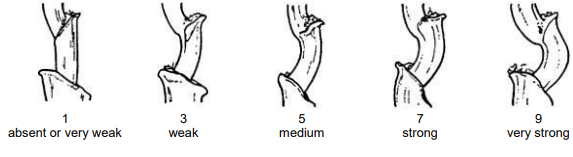 1 3 5 7 9
absent or very weak weak medium strong very strong